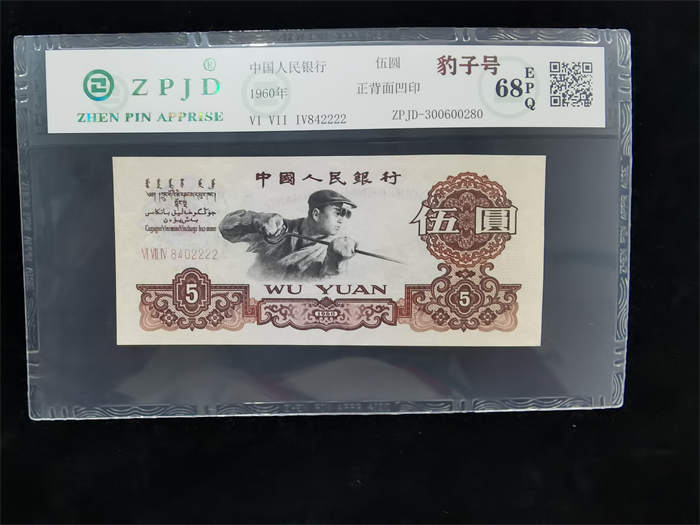 ZPJD®
ZHEN PIN APPRISE
中国人民银行
1960年
VI VII IV842222
伍圆
正背面凹印
豹子号
68 EPQ
ZPJD-300600280
中國人民銀行
伍圓
VI VII IV 8402222
5
WU YUAN
1960
5